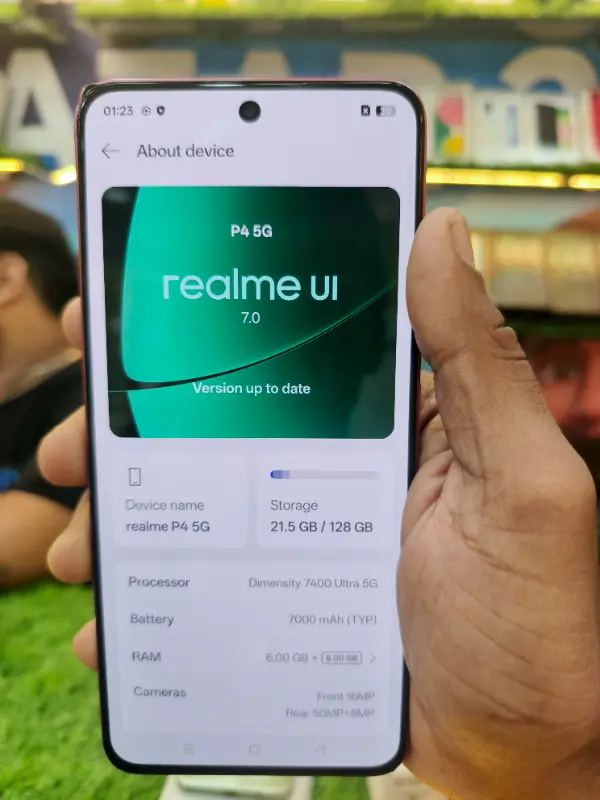 01:23
About device
P4 5G
realme UI
7.0
Version up to date
Device name
realme P4 5G
Storage
21.5 GB / 128 GB
Processor Dimensity 7400 Ultra 5G
Battery 7000 mAh (TYP)
RAM 6.00 GB + 6.00 GB
Cameras Front 16MP
Rear 50MP+8MP